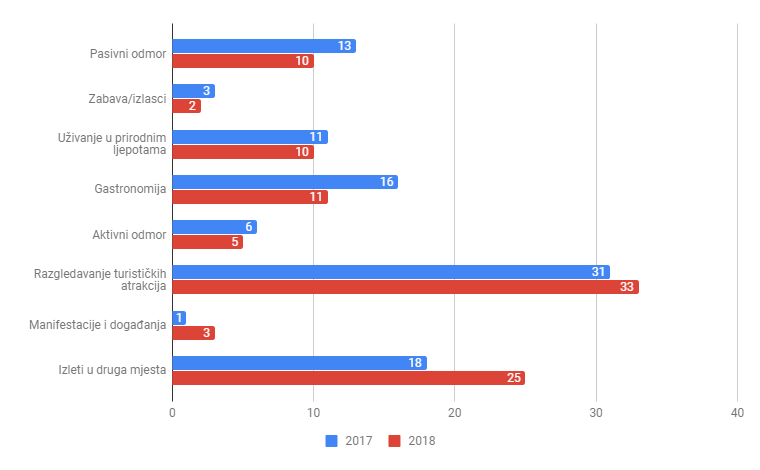 Pasivni odmor
13
10
Zabava/izlasci
3
2
Uživanje u prirodnim
ljepotama
11
10
Gastronomija
16
11
Aktivni odmor
6
5
Razgledavanje turističkih
atrakcija
31
33
Manifestacije i događanja
1
3
Izleti u druga mjesta
18
25
0 10 20 30 40
2017 2018